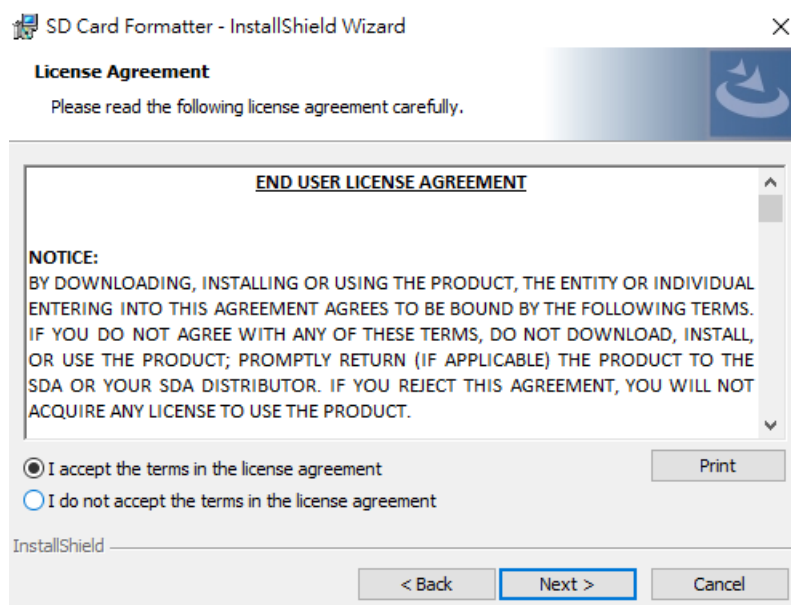 SD Card Formatter - InstallShield Wizard
License Agreement
Please read the following license agreement carefully.
END USER LICENSE AGREEMENT
NOTICE:
BY DOWNLOADING, INSTALLING OR USING THE PRODUCT, THE ENTITY OR INDIVIDUAL
ENTERING INTO THIS AGREEMENT AGREES TO BE BOUND BY THE FOLLOWING TERMS.
IF YOU DO NOT AGREE WITH ANY OF THESE TERMS, DO NOT DOWNLOAD, INSTALL,
OR USE THE PRODUCT; PROMPTLY RETURN (IF APPLICABLE) THE PRODUCT TO THE
SDA OR YOUR SDA DISTRIBUTOR. IF YOU REJECT THIS AGREEMENT, YOU WILL NOT
ACQUIRE ANY LICENSE TO USE THE PRODUCT.
I accept the terms in the license agreement
Print
I do not accept the terms in the license agreement
InstallShield
< Back
Next >
Cancel